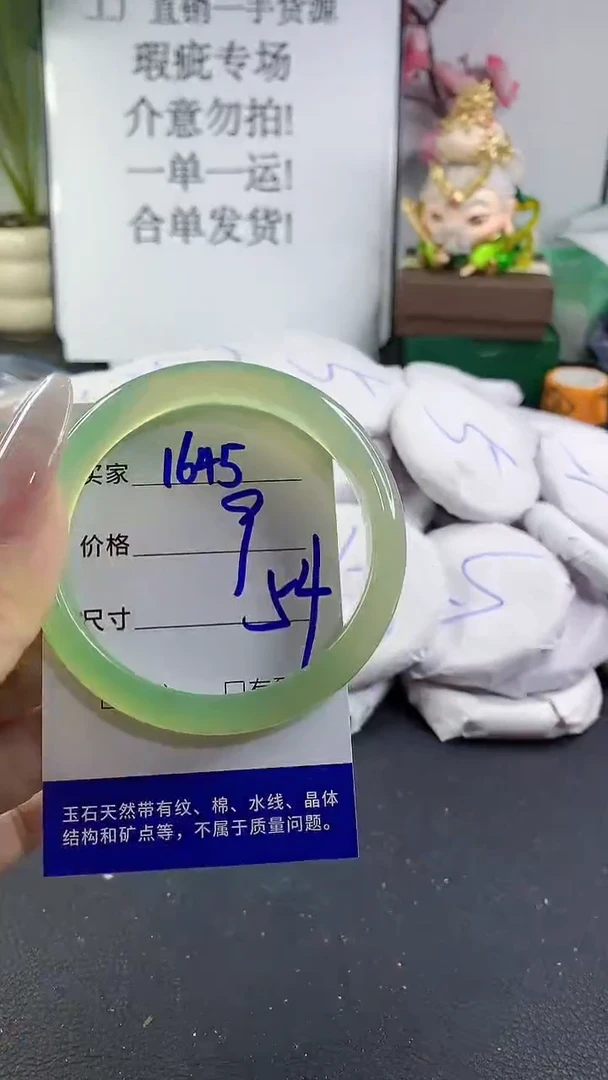 工厂直销一手货源
瑕疵专场
介意勿拍!
一单一运!
合单发货!
买家 1645
价格 9
尺寸 54
玉石天然带有纹、棉、水线、晶体
结构和矿点等，不属于质量问题。